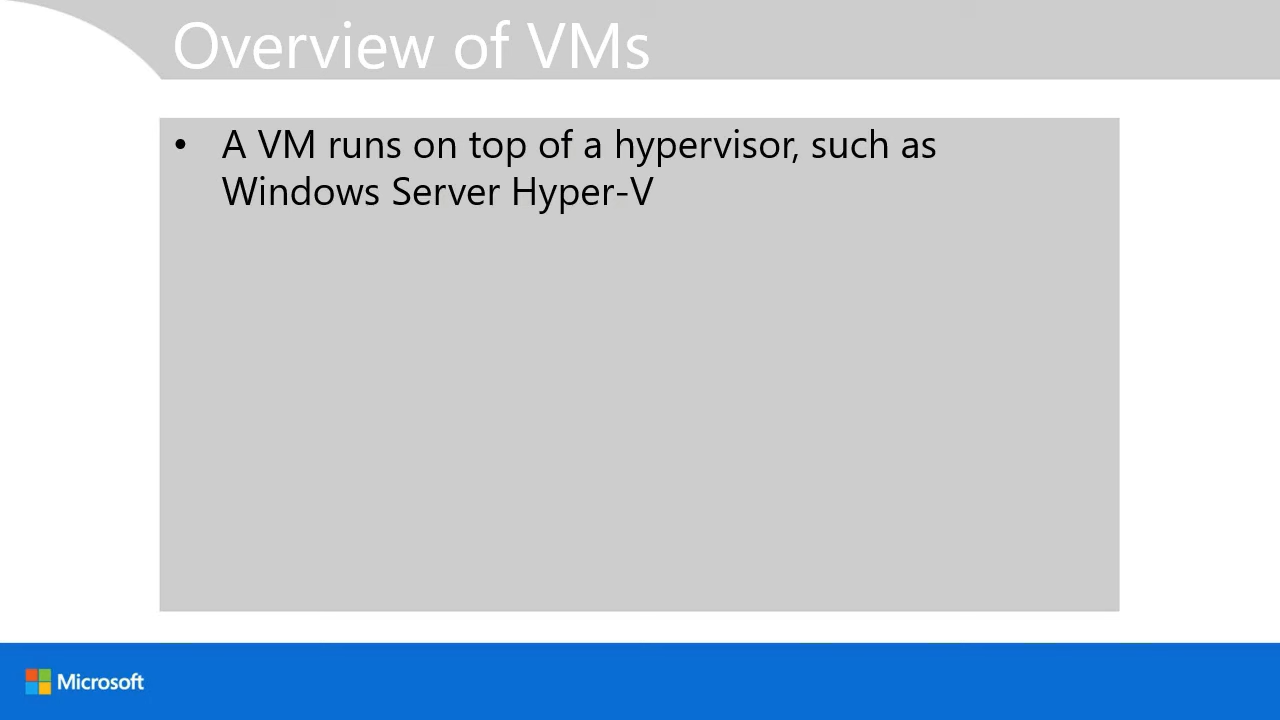 Overview of VMs
• A VM runs on top of a hypervisor, such as
Windows Server Hyper-V
Microsoft